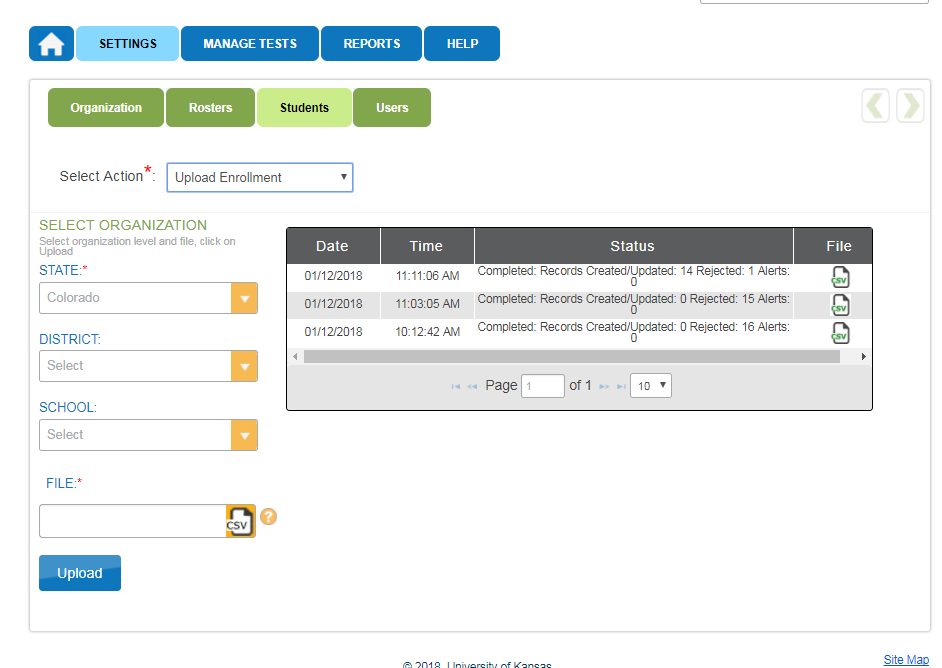 SETTINGS MANAGE TESTS REPORTS HELP
Organization Rosters Students Users
Select Action*: Upload Enrollment
SELECT ORGANIZATION
Select organization level and file, click on
Upload
STATE:*
Colorado
DISTRICT:
Select
SCHOOL:
Select
FILE:*
CSV ?
Upload
Date Time Status File
01/12/2018 11:11:06 AM Completed: Records Created/Updated: 14 Rejected: 1 Alerts:
0 CSV
01/12/2018 11:03:05 AM Completed: Records Created/Updated: 0 Rejected: 15 Alerts:
0 CSV
01/12/2018 10:12:42 AM Completed: Records Created/Updated: 0 Rejected: 16 Alerts:
0 CSV
Page 1 of 1 10
© 2018, University of Kansas
Site Map